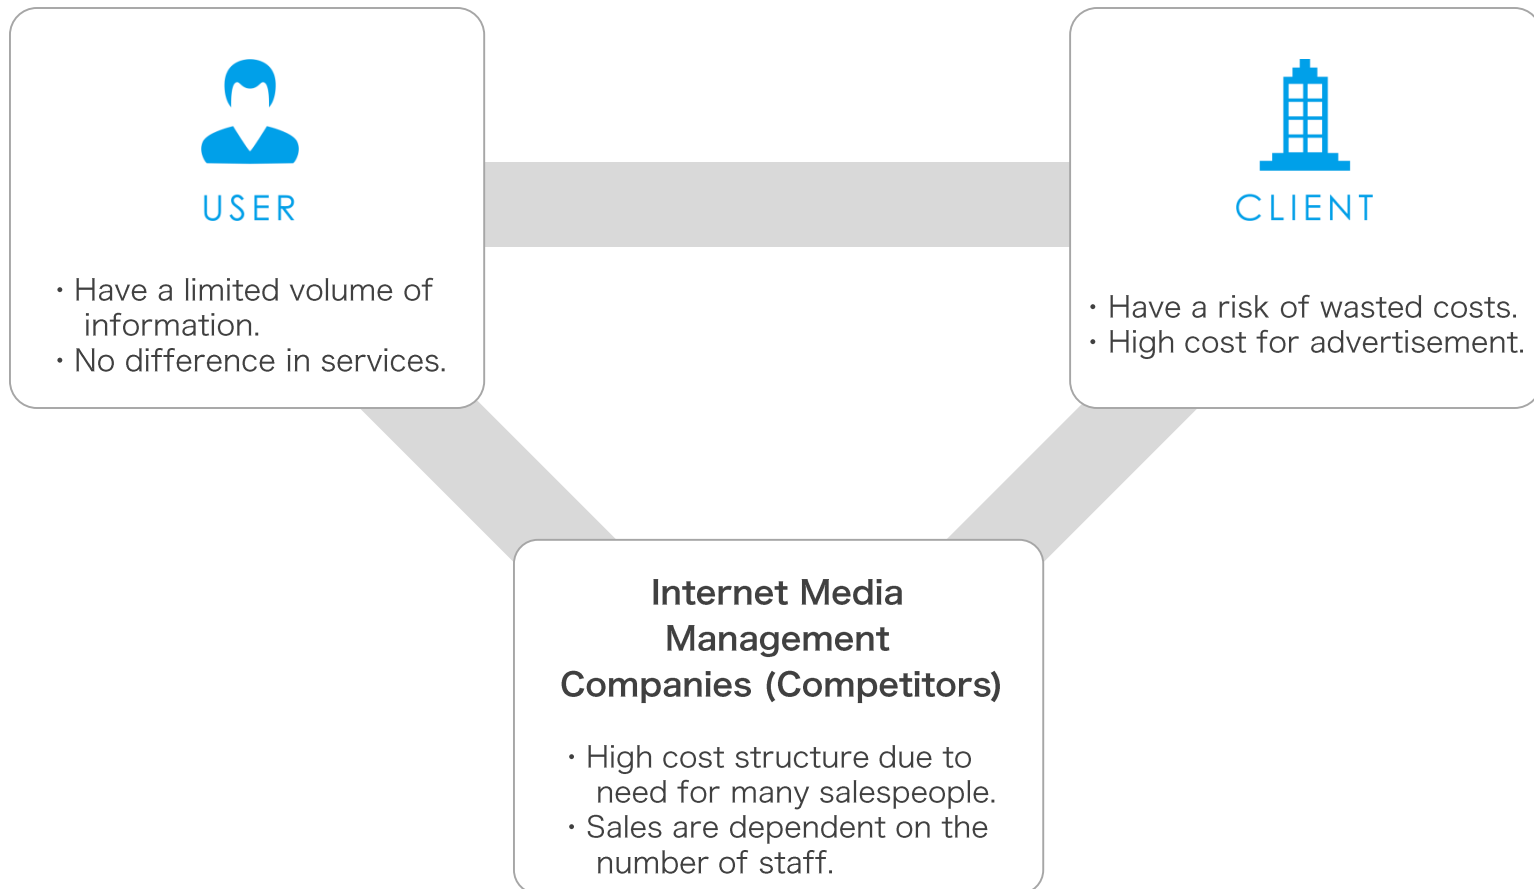 USER
・Have a limited volume of
information.
・No difference in services.
CLIENT
・Have a risk of wasted costs.
・High cost for advertisement.
Internet Media
Management
Companies (Competitors)
・High cost structure due to
need for many salespeople.
・Sales are dependent on the
number of staff.